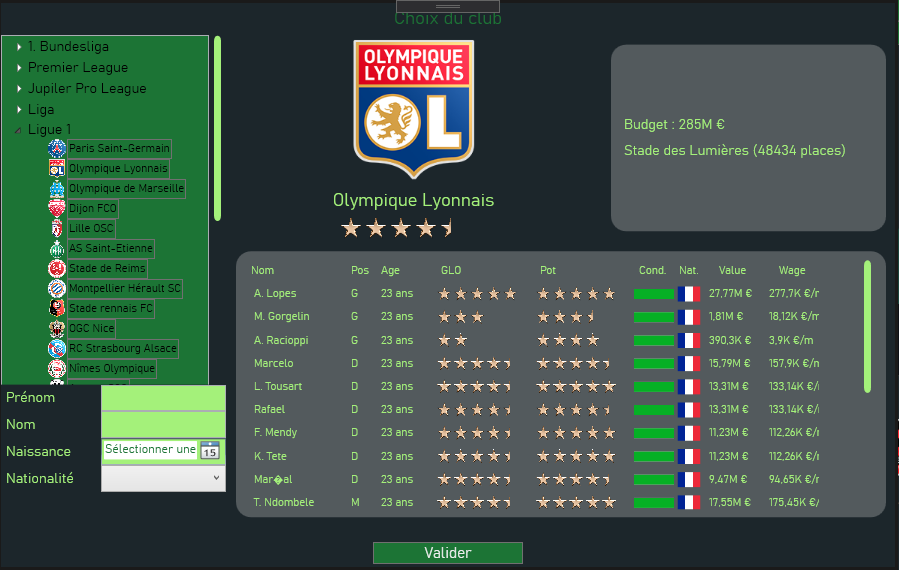 Choix du club
1. Bundesliga
Premier League
Jupiler Pro League
Liga
Ligue 1
Paris Saint-Germain
Olympique Lyonnais
Olympique de Marseille
Dijon FCO
Lille OSC
AS Saint-Etienne
Stade de Reims
Montpellier Hérault SC
Stade rennais FC
OGC Nice
RC Strasbourg Alsace
Nîmes Olympique
Prénom
Nom
Naissance
Sélectionner une
15
Nationalité
OLYMPIQUE
LYONNAIS
OL
Olympique Lyonnais
Budget : 285M €
Stade des Lumières (48434 places)
Nom Pos Age GLO Pot Cond. Nat. Value Wage
A. Lopes G 23 ans 27,77M € 277,7K €/m
M. Gorgelin G 23 ans 1,81M € 18,12K €/m
A. Racioppi G 23 ans 390,3K € 3,9K €/m
Marcelo D 23 ans 15,79M € 157,9K €/m
L. Tousart D 23 ans 13,31M € 133,14K €/
Rafael D 23 ans 13,31M € 133,14K €/
F. Mendy D 23 ans 11,23M € 112,26K €/
K. Tete D 23 ans 11,23M € 112,26K €/
Mar�al D 23 ans 9,47M € 94,65K €/m
T. Ndombele M 23 ans 17,55M € 175,45K €/
Valider